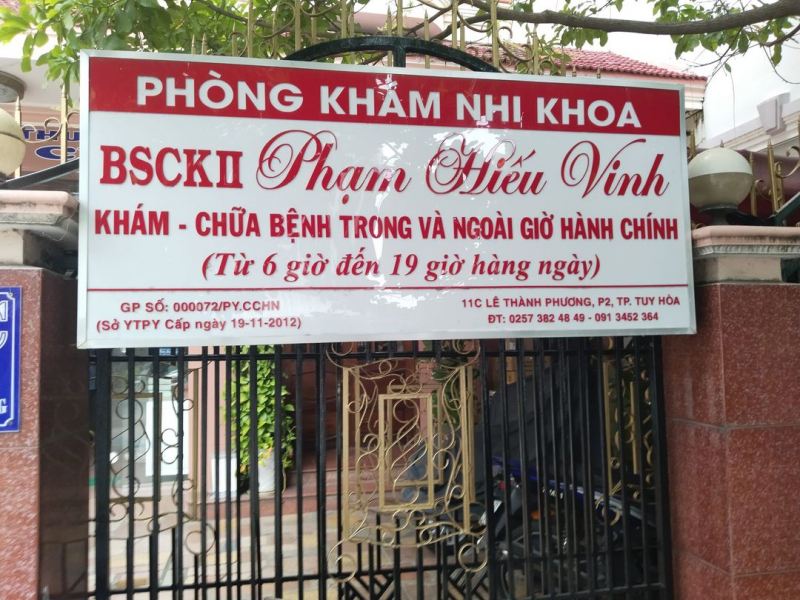 PHÒNG KHÁM NHI KHOA
BSCKII Phạm Hiếu Vinh
KHÁM - CHỮA BỆNH TRONG VÀ NGOÀI GIỜ HÀNH CHÍNH
(Từ 6 giờ đến 19 giờ hàng ngày)
GP SỐ: 000072/PY.CCHN
(Sở YTPY Cấp ngày 19-11-2012)
11C LÊ THÀNH PHƯƠNG, P2, TP. TUY HÒA
ĐT: 0257 382 48 49 - 091 3452 364